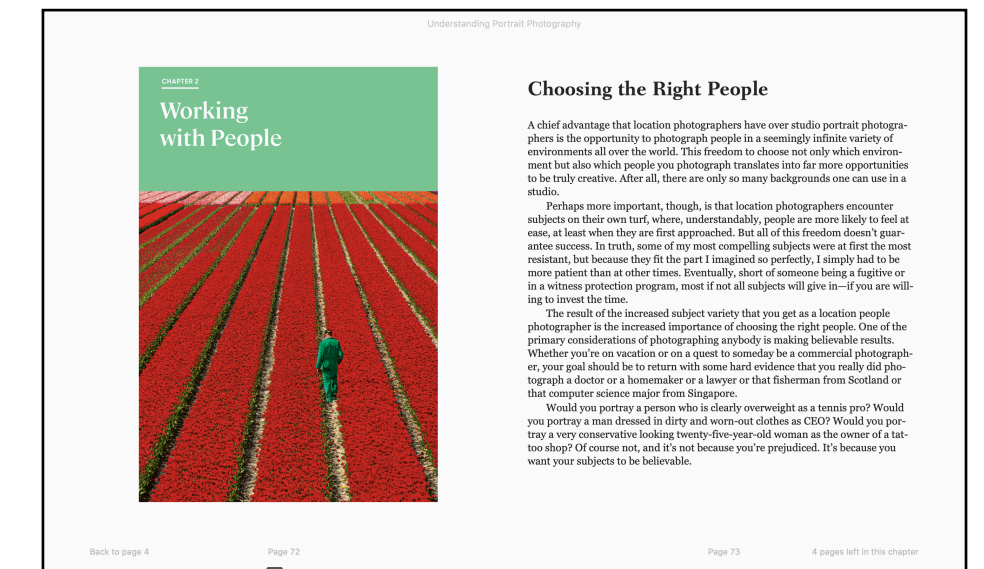 Understanding Portrait Photography
CHAPTER 2
Working
with People
Choosing the Right People
A chief advantage that location photographers have over studio portrait photogra-
phers is the opportunity to photograph people in a seemingly infinite variety of
environments all over the world. This freedom to choose not only which environ-
ment but also which people you photograph translates into far more opportunities
to be truly creative. After all, there are only so many backgrounds one can use in a
studio.
Perhaps more important, though, is that location photographers encounter
subjects on their own turf, where, understandably, people are more likely to feel at
ease, at least when they are first approached. But all of this freedom doesn’t guar-
antee success. In truth, some of my most compelling subjects were at first the most
resistant, but because they fit the part I imagined so perfectly, I simply had to be
more patient than at other times. Eventually, short of someone being a fugitive or
in a witness protection program, most if not all subjects will give in—if you are will-
ing to invest the time.
The result of the increased subject variety that you get as a location people
photographer is the increased importance of choosing the right people. One of the
primary considerations of photographing anybody is making believable results.
Whether you’re on vacation or on a quest to someday be a commercial photograph-
er, your goal should be to return with some hard evidence that you really did pho-
tograph a doctor or a homemaker or a lawyer or that fisherman from Scotland or
that computer science major from Singapore.
Would you portray a person who is clearly overweight as a tennis pro? Would
you portray a man dressed in dirty and worn-out clothes as CEO? Would you por-
tray a very conservative looking twenty-five-year-old woman as the owner of a tat-
too shop? Of course not, and it’s not because you’re prejudiced. It’s because you
want your subjects to be believable.
Back to page 4
Page 72
Page 73
4 pages left in this chapter